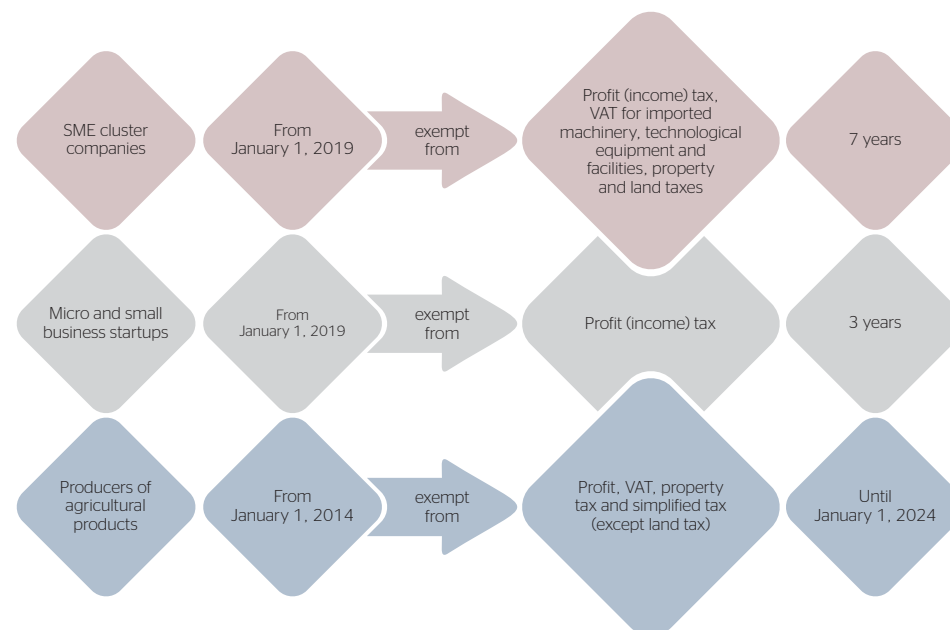 SME cluster
companies
From
January 1, 2019
exempt
from
Profit (income) tax,
VAT for imported
machinery, technological
equipment and
facilities, property
and land taxes
7 years
Micro and small
business startups
From
January 1, 2019
exempt
from
Profit (income) tax
3 years
Producers of
agricultural
products
From
January 1, 2014
exempt
from
Profit, VAT, property
tax and simplified tax
(except land tax)
Until
January 1, 2024